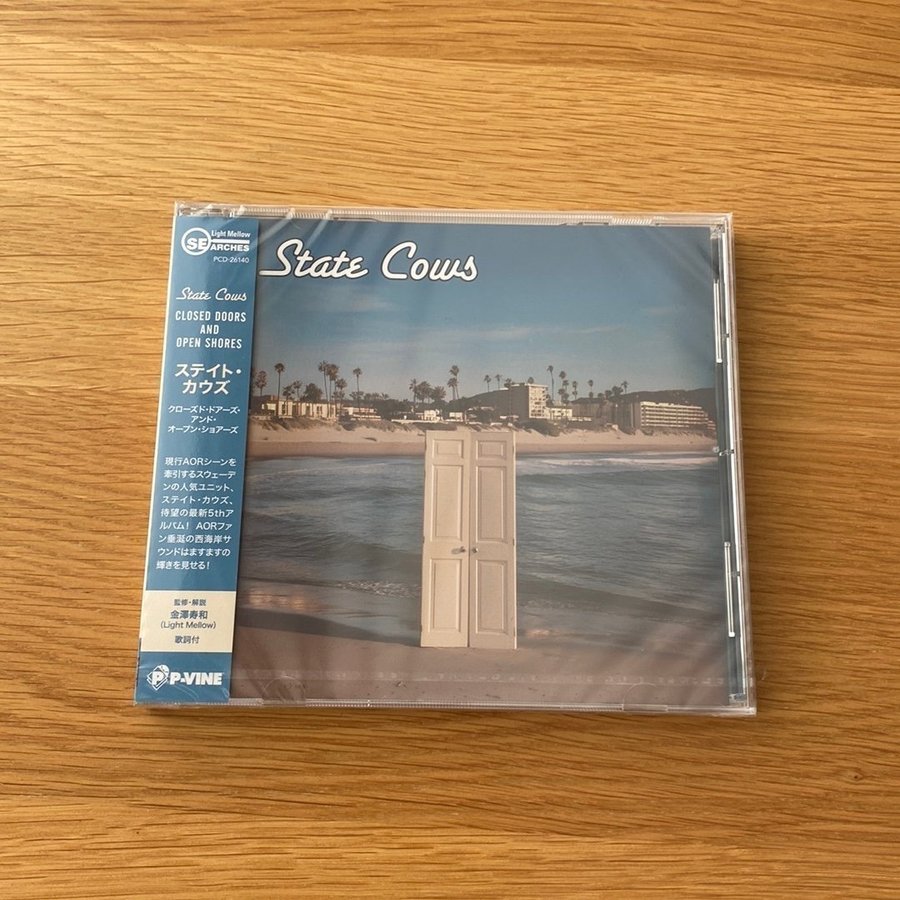 Light Mellow
SEARCHES
PCD-26140
State Cows
CLOSED DOORS
AND
OPEN SHORES
ステイト・
カウズ
クローズド・ドアーズ・
アンド・
オープン・ショアーズ
現行AORシーンを
牽引するスウェーデ
ンの人気ユニット、
ステイト・カウズ、
待望の最新5thア
ルバム! AORファ
ン垂涎の西海岸サ
ウンドはますますの
輝きを見せる!
監修・解説
金澤寿和
(Light Mellow)
歌詞付
P-VINE
State Cows